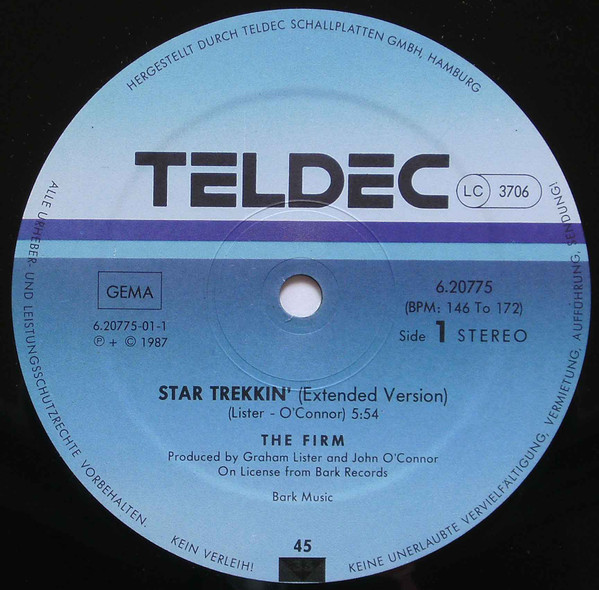 HERGESTELLT DURCH TELDEC SCHALLPLATTEN GMBH, HAMBURG
TELDEC
LC 3706
GEMA
6.20775-01-1
℗ + © 1987
6.20775
(BPM: 146 To 172)
Side 1 STEREO
STAR TREKKIN' (Extended Version)
(Lister - O'Connor) 5:54
THE FIRM
Produced by Graham Lister and John O'Connor
On License from Bark Records
Bark Music
45
33
ALLE URHEBER- UND LEISTUNGSSCHUTZRECHTE VORBEHALTEN.
KEIN VERLEIH!
KEINE UNERLAUBTE VERVIELFÄLTIGUNG, VERMIETUNG, AUFFÜHRUNG, SENDUNG!